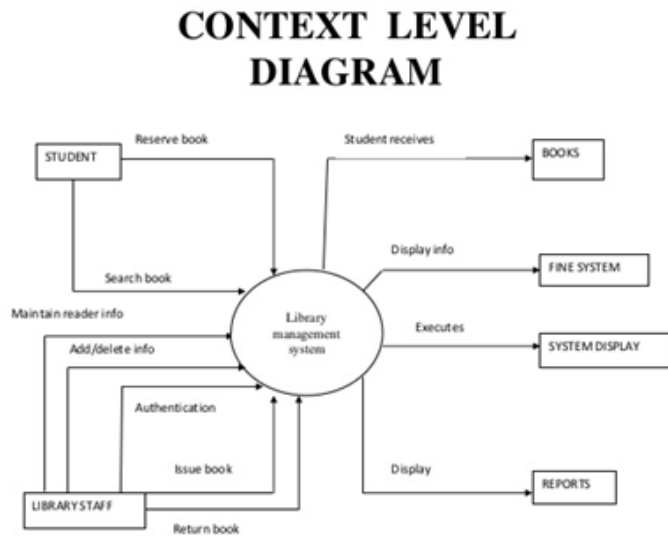 CONTEXT LEVEL
DIAGRAM
Reserve book
Student receives
STUDENT
BOOKS
Display info
Search book
FINE SYSTEM
Maintain reader info
Library
management
system
Executes
Add/delete info
SYSTEM DISPLAY
Authentication
Issue book
Display
REPORTS
LIBRARY STAFF
Return book